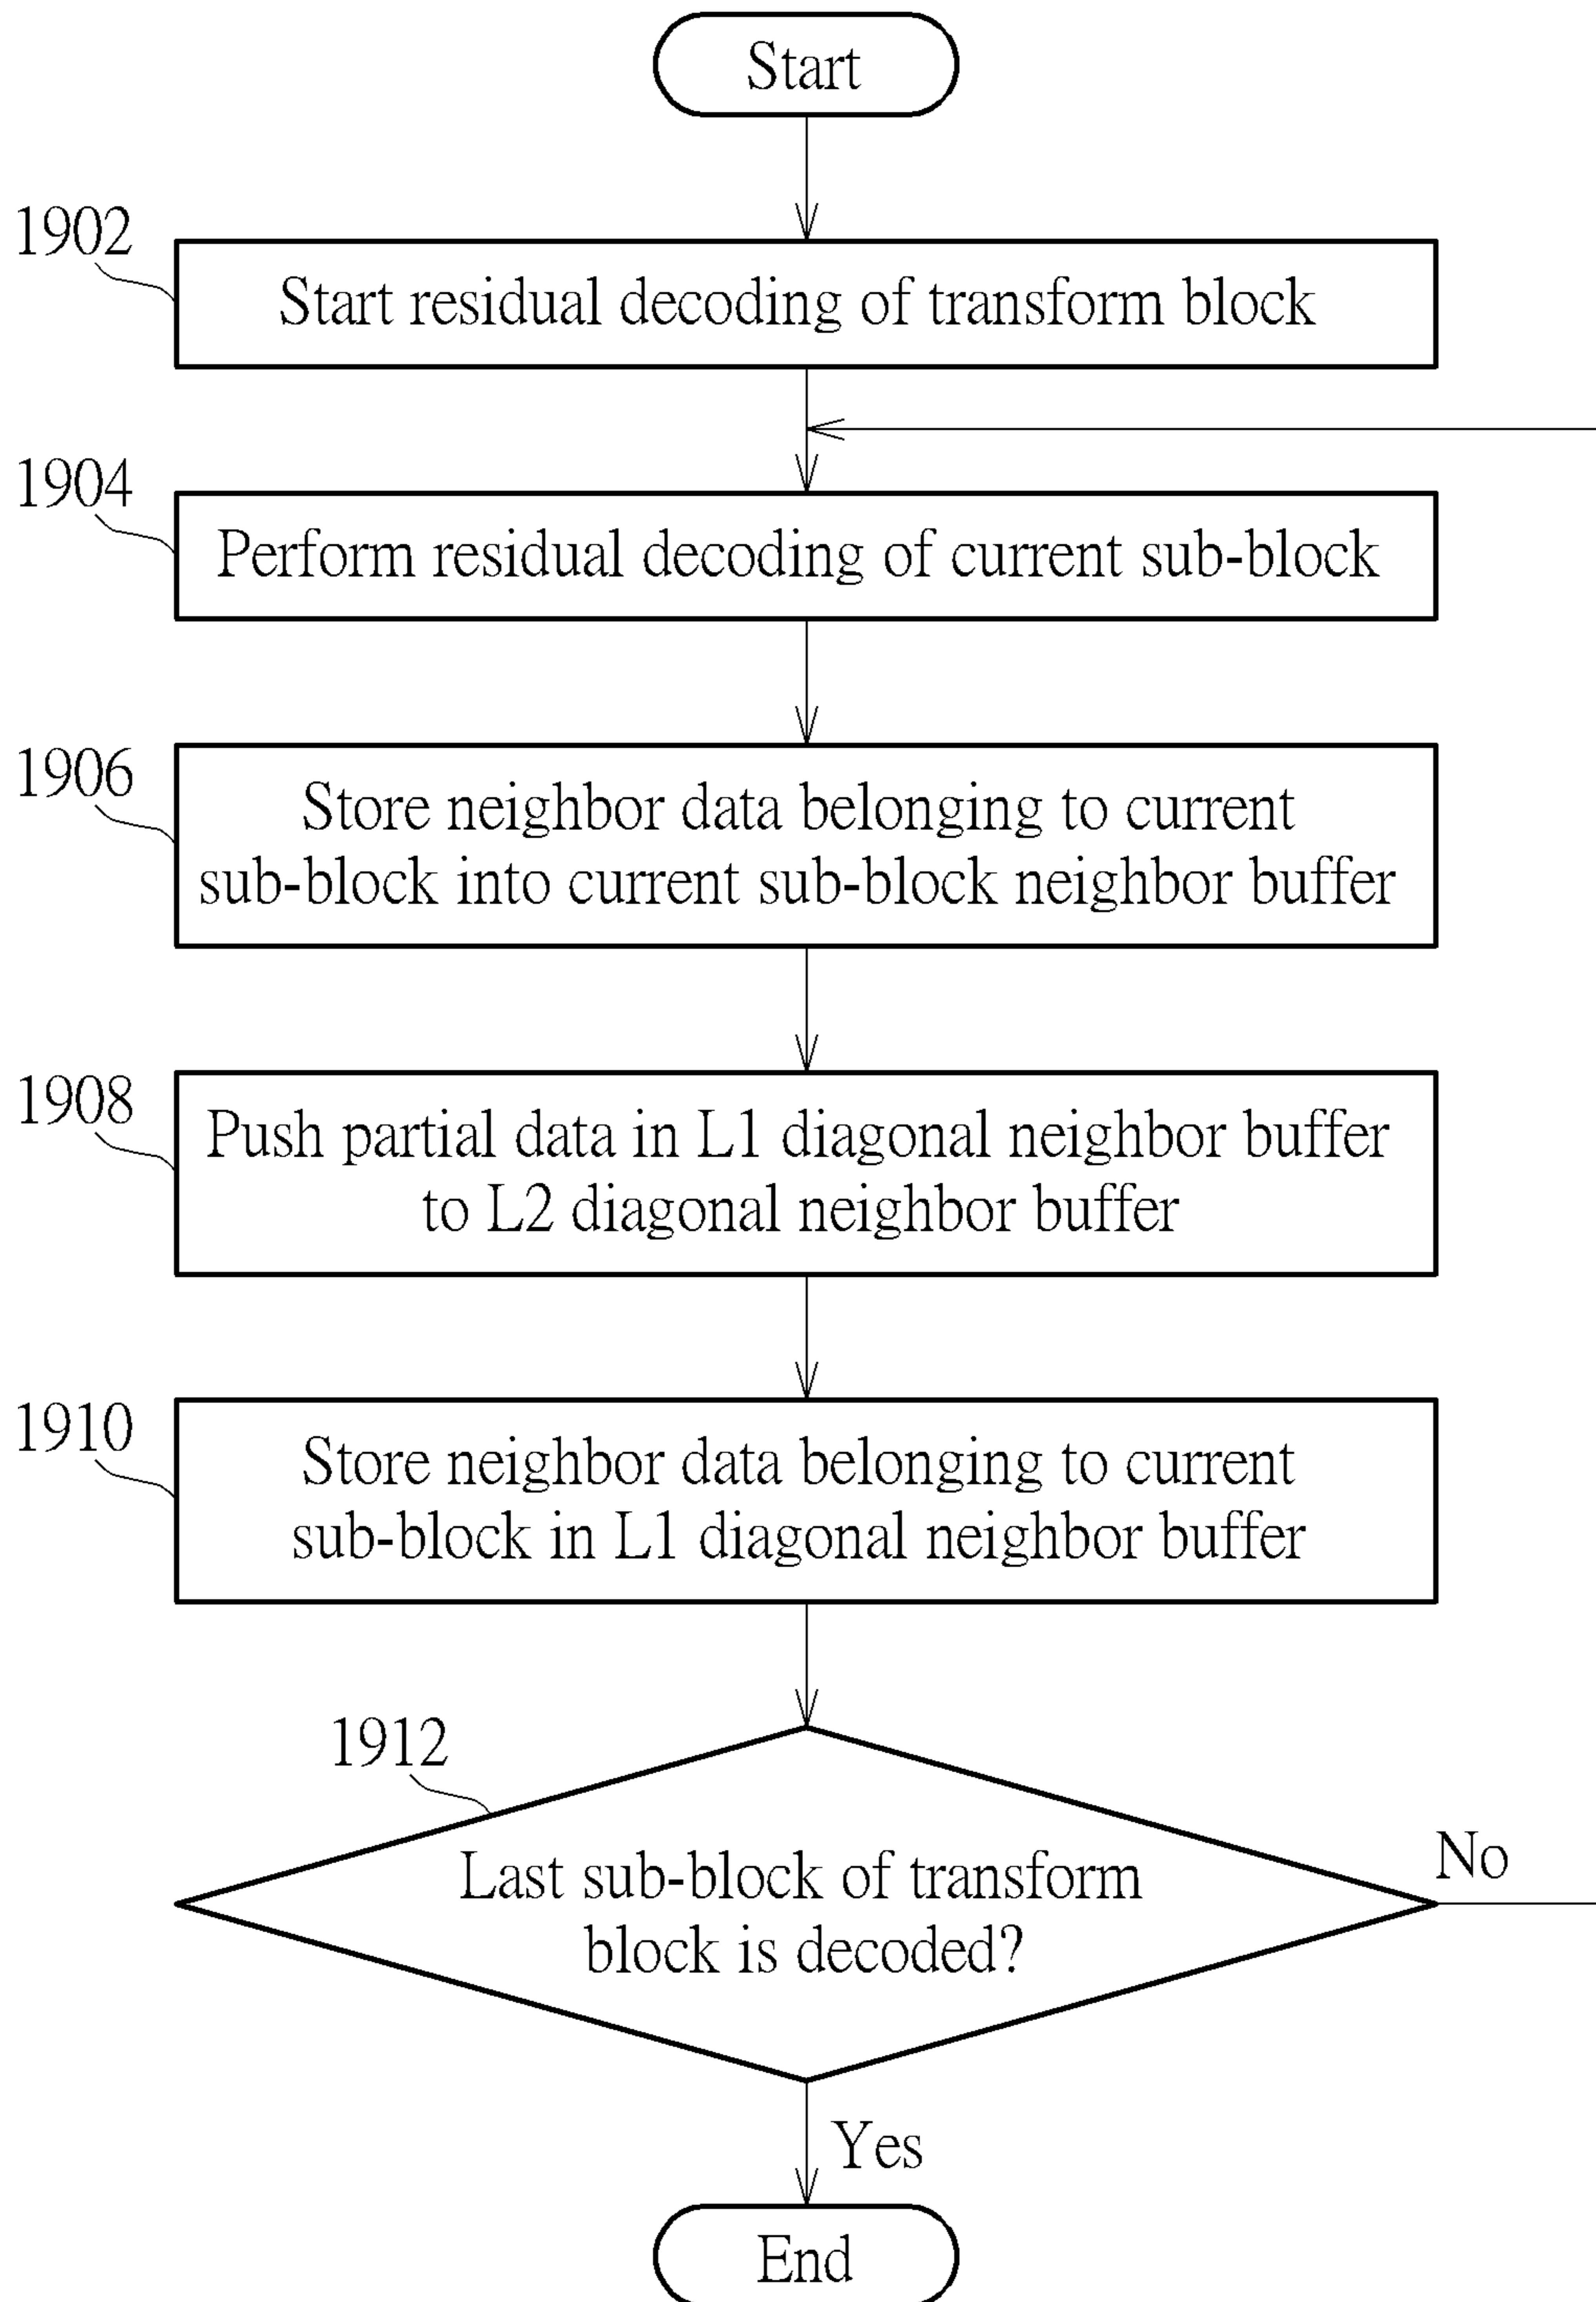 Start
1902
Start residual decoding of transform block
1904
Perform residual decoding of current sub-block
1906
Store neighbor data belonging to current
sub-block into current sub-block neighbor buffer
1908
Push partial data in L1 diagonal neighbor buffer
to L2 diagonal neighbor buffer
1910
Store neighbor data belonging to current
sub-block in L1 diagonal neighbor buffer
1912
Last sub-block of transform
block is decoded?
No
Yes
End